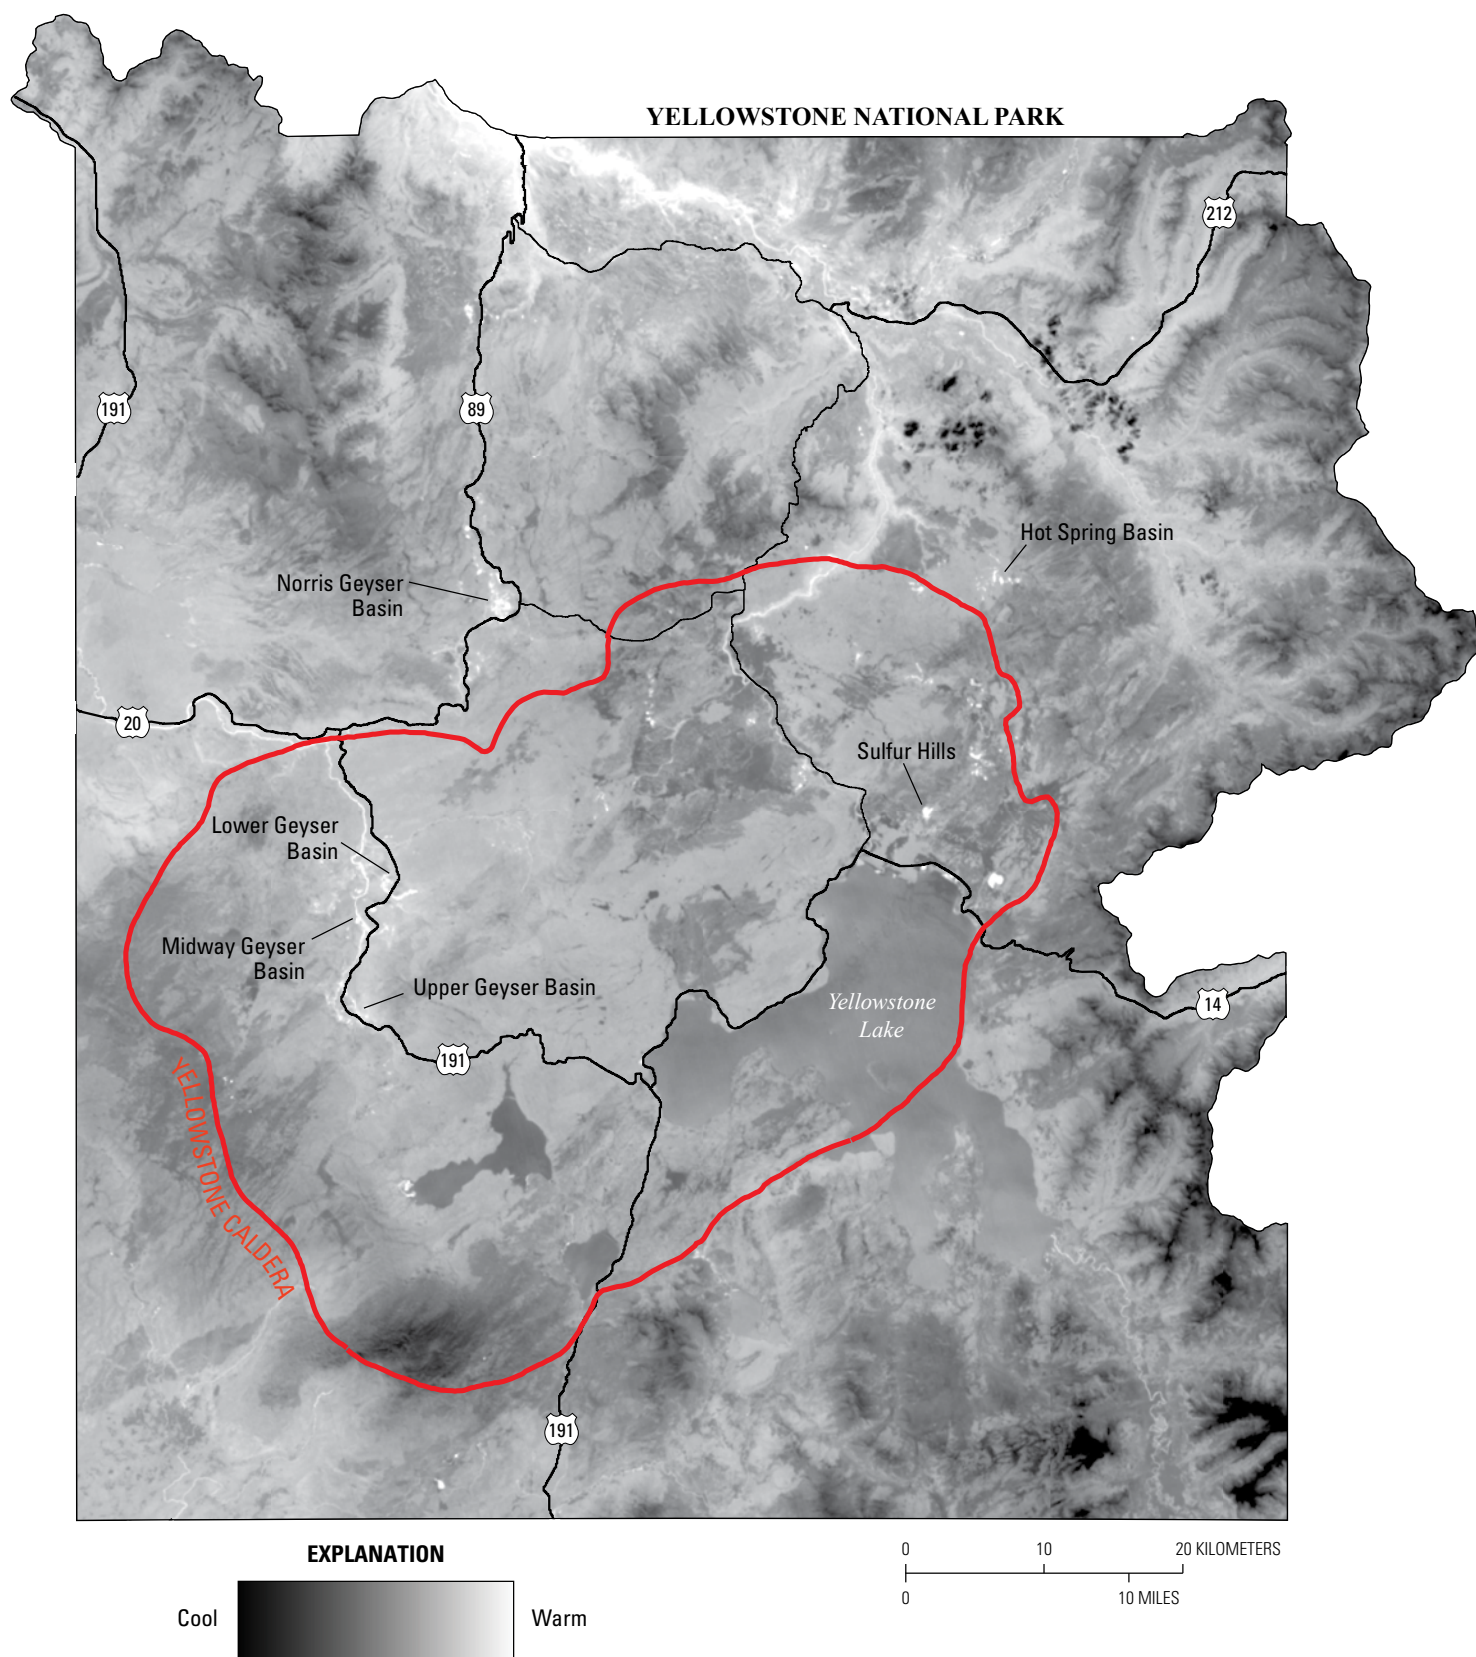 YELLOWSTONE NATIONAL PARK
212
191
89
Hot Spring Basin
Norris Geyser
Basin
20
Sulfur Hills
Lower Geyser
Basin
Midway Geyser
Basin
Upper Geyser Basin
Yellowstone
Lake
14
191
YELLOWSTONE CALDERA
191
EXPLANATION
Cool
Warm
0 10 20 KILOMETERS
0 10 MILES